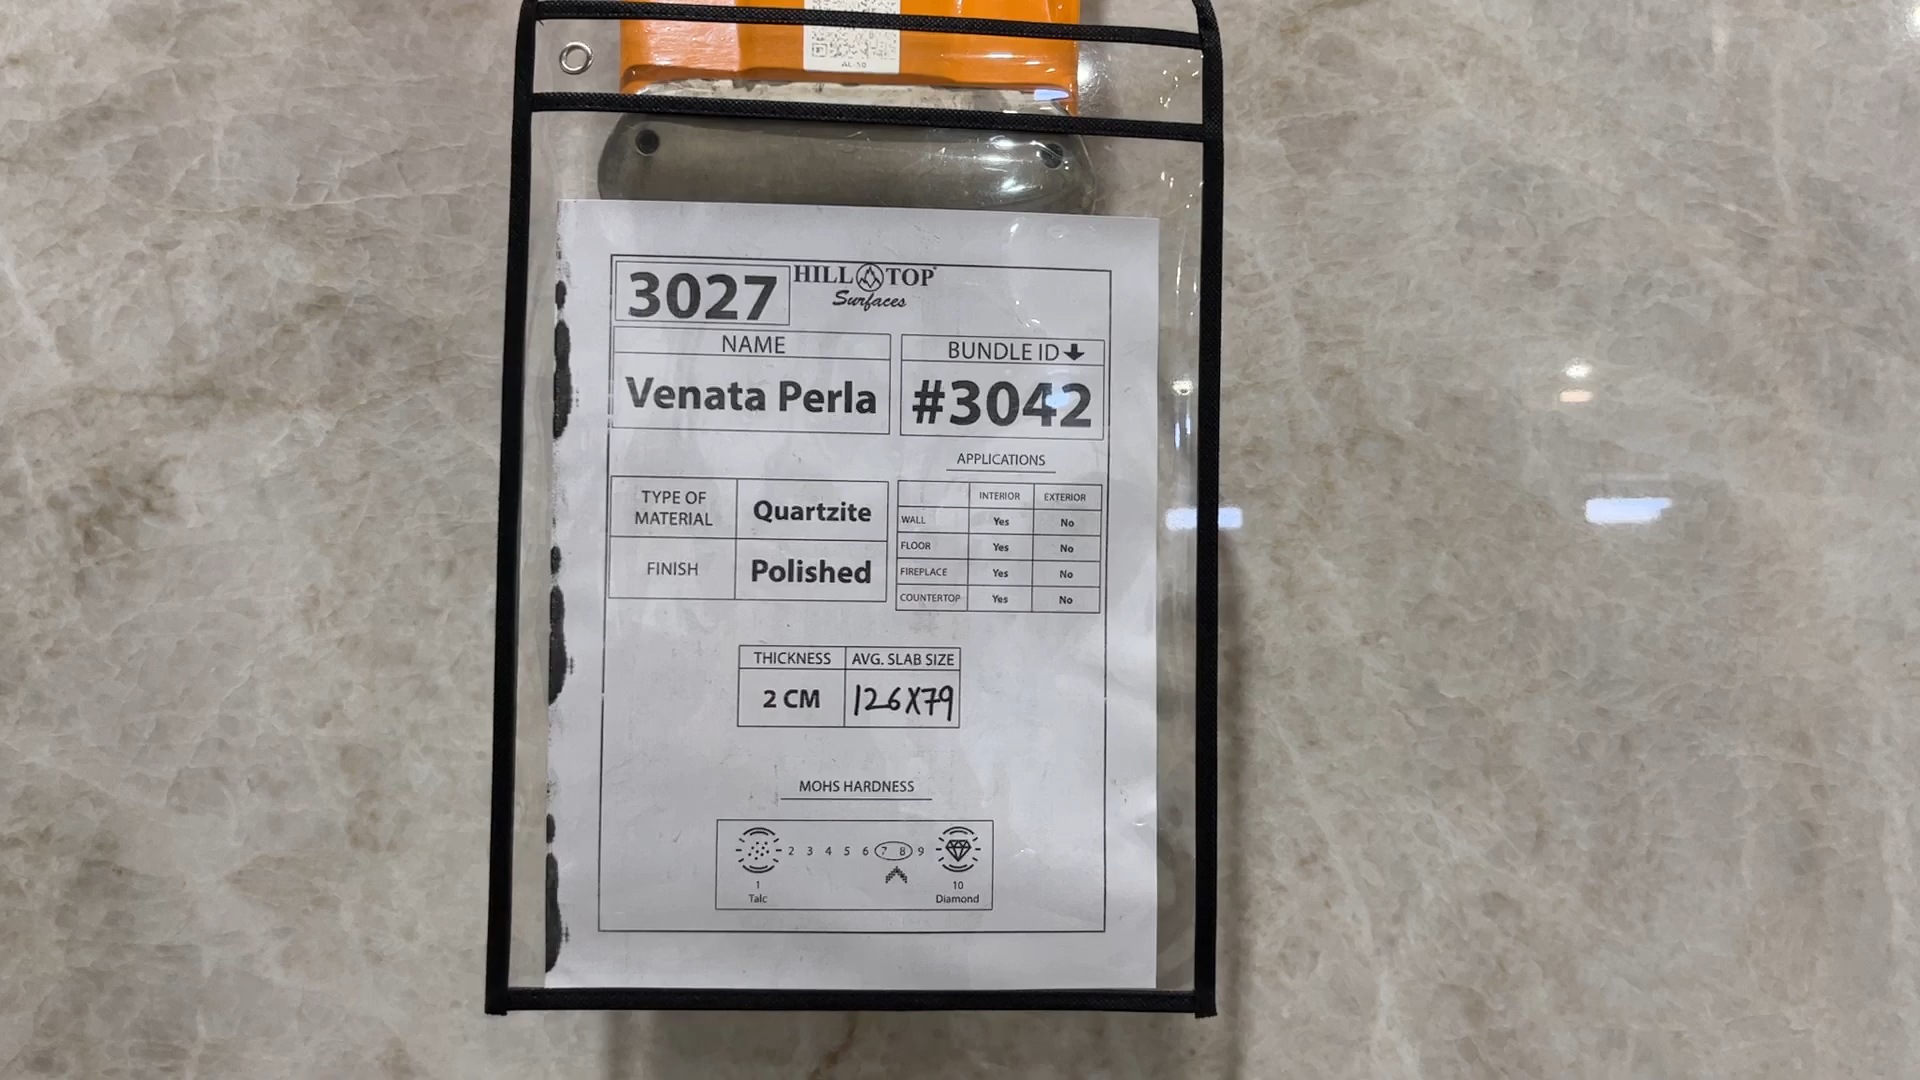 AL-10
3027
HILL TOP
Surfaces
NAME
Venata Perla
BUNDLE ID
#3042
APPLICATIONS
TYPE OF MATERIAL Quartzite
FINISH Polished
INTERIOR EXTERIOR
WALL Yes No
FLOOR Yes No
FIREPLACE Yes No
COUNTERTOP Yes No
THICKNESS AVG. SLAB SIZE
2 CM 126X79
MOHS HARDNESS
2 3 4 5 6 7 8 9
1 10
Talc Diamond